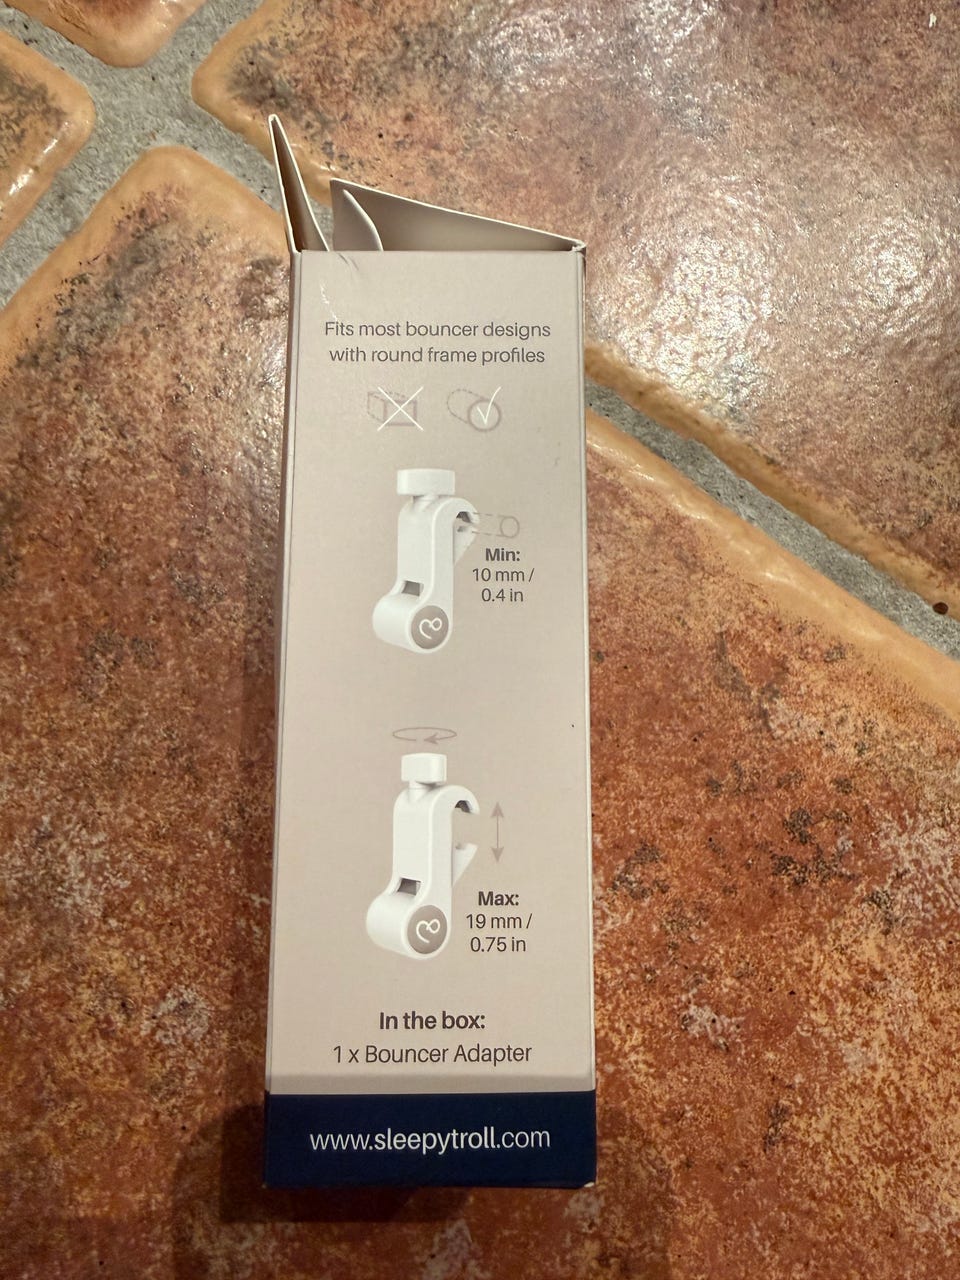 Fits most bouncer designs
with round frame profiles
Min:
10 mm /
0.4 in
Max:
19 mm /
0.75 in
In the box:
1 x Bouncer Adapter
www.sleepytroll.com